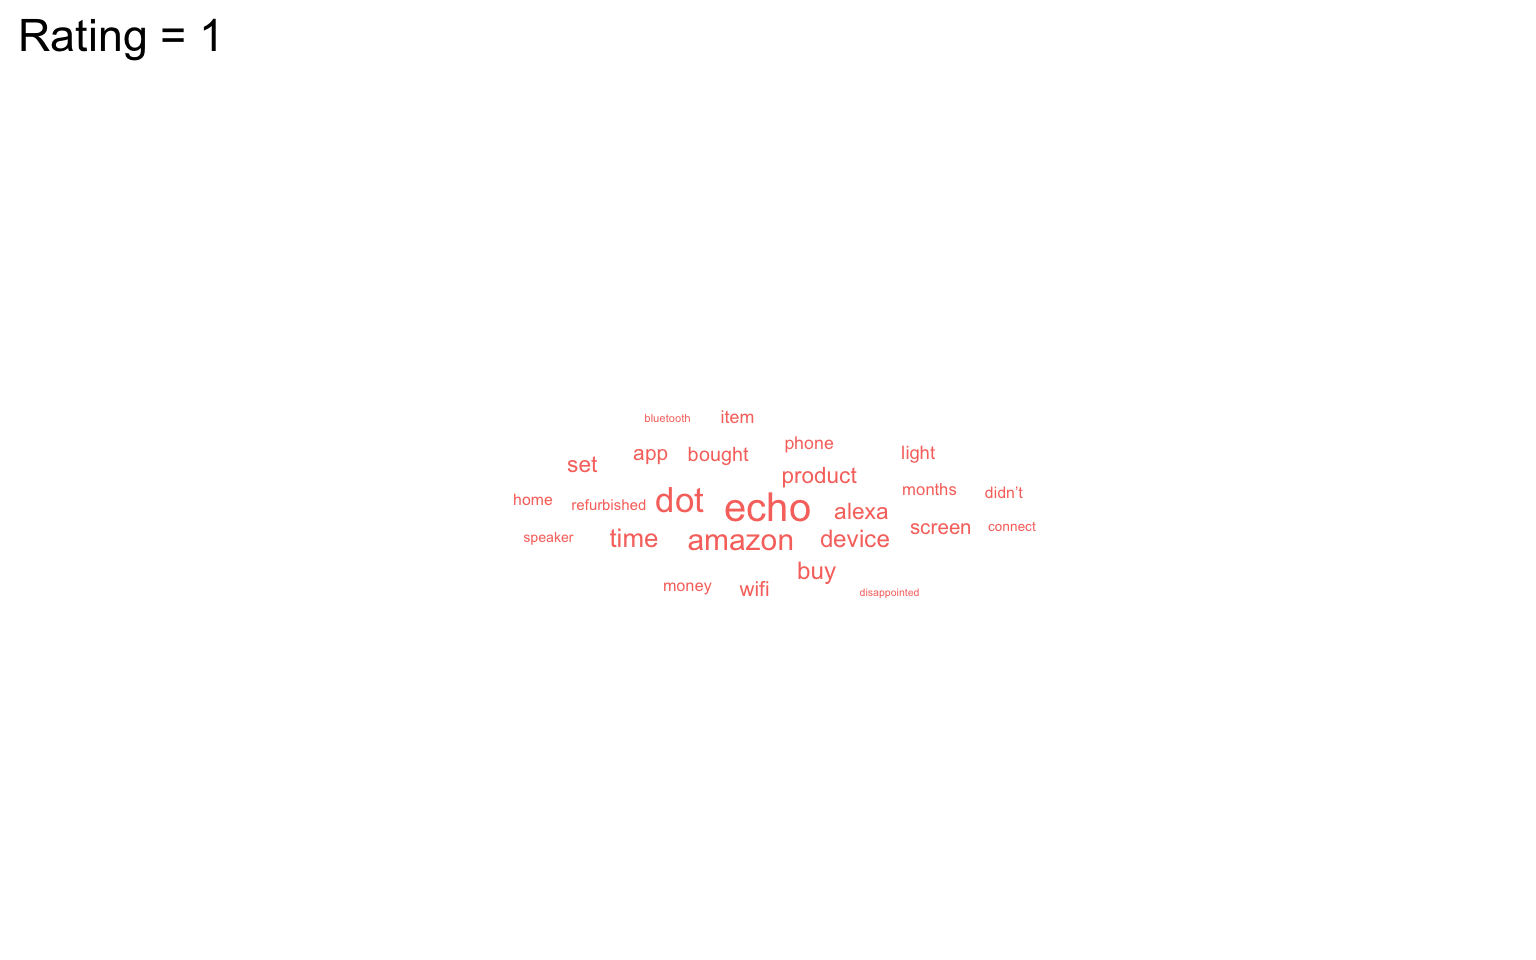 Rating = 1
bluetooth item
phone
set app bought light
product
home refurbished dot echo alexa months didn't
speaker time amazon device screen connect
buy
money wifi disappointed